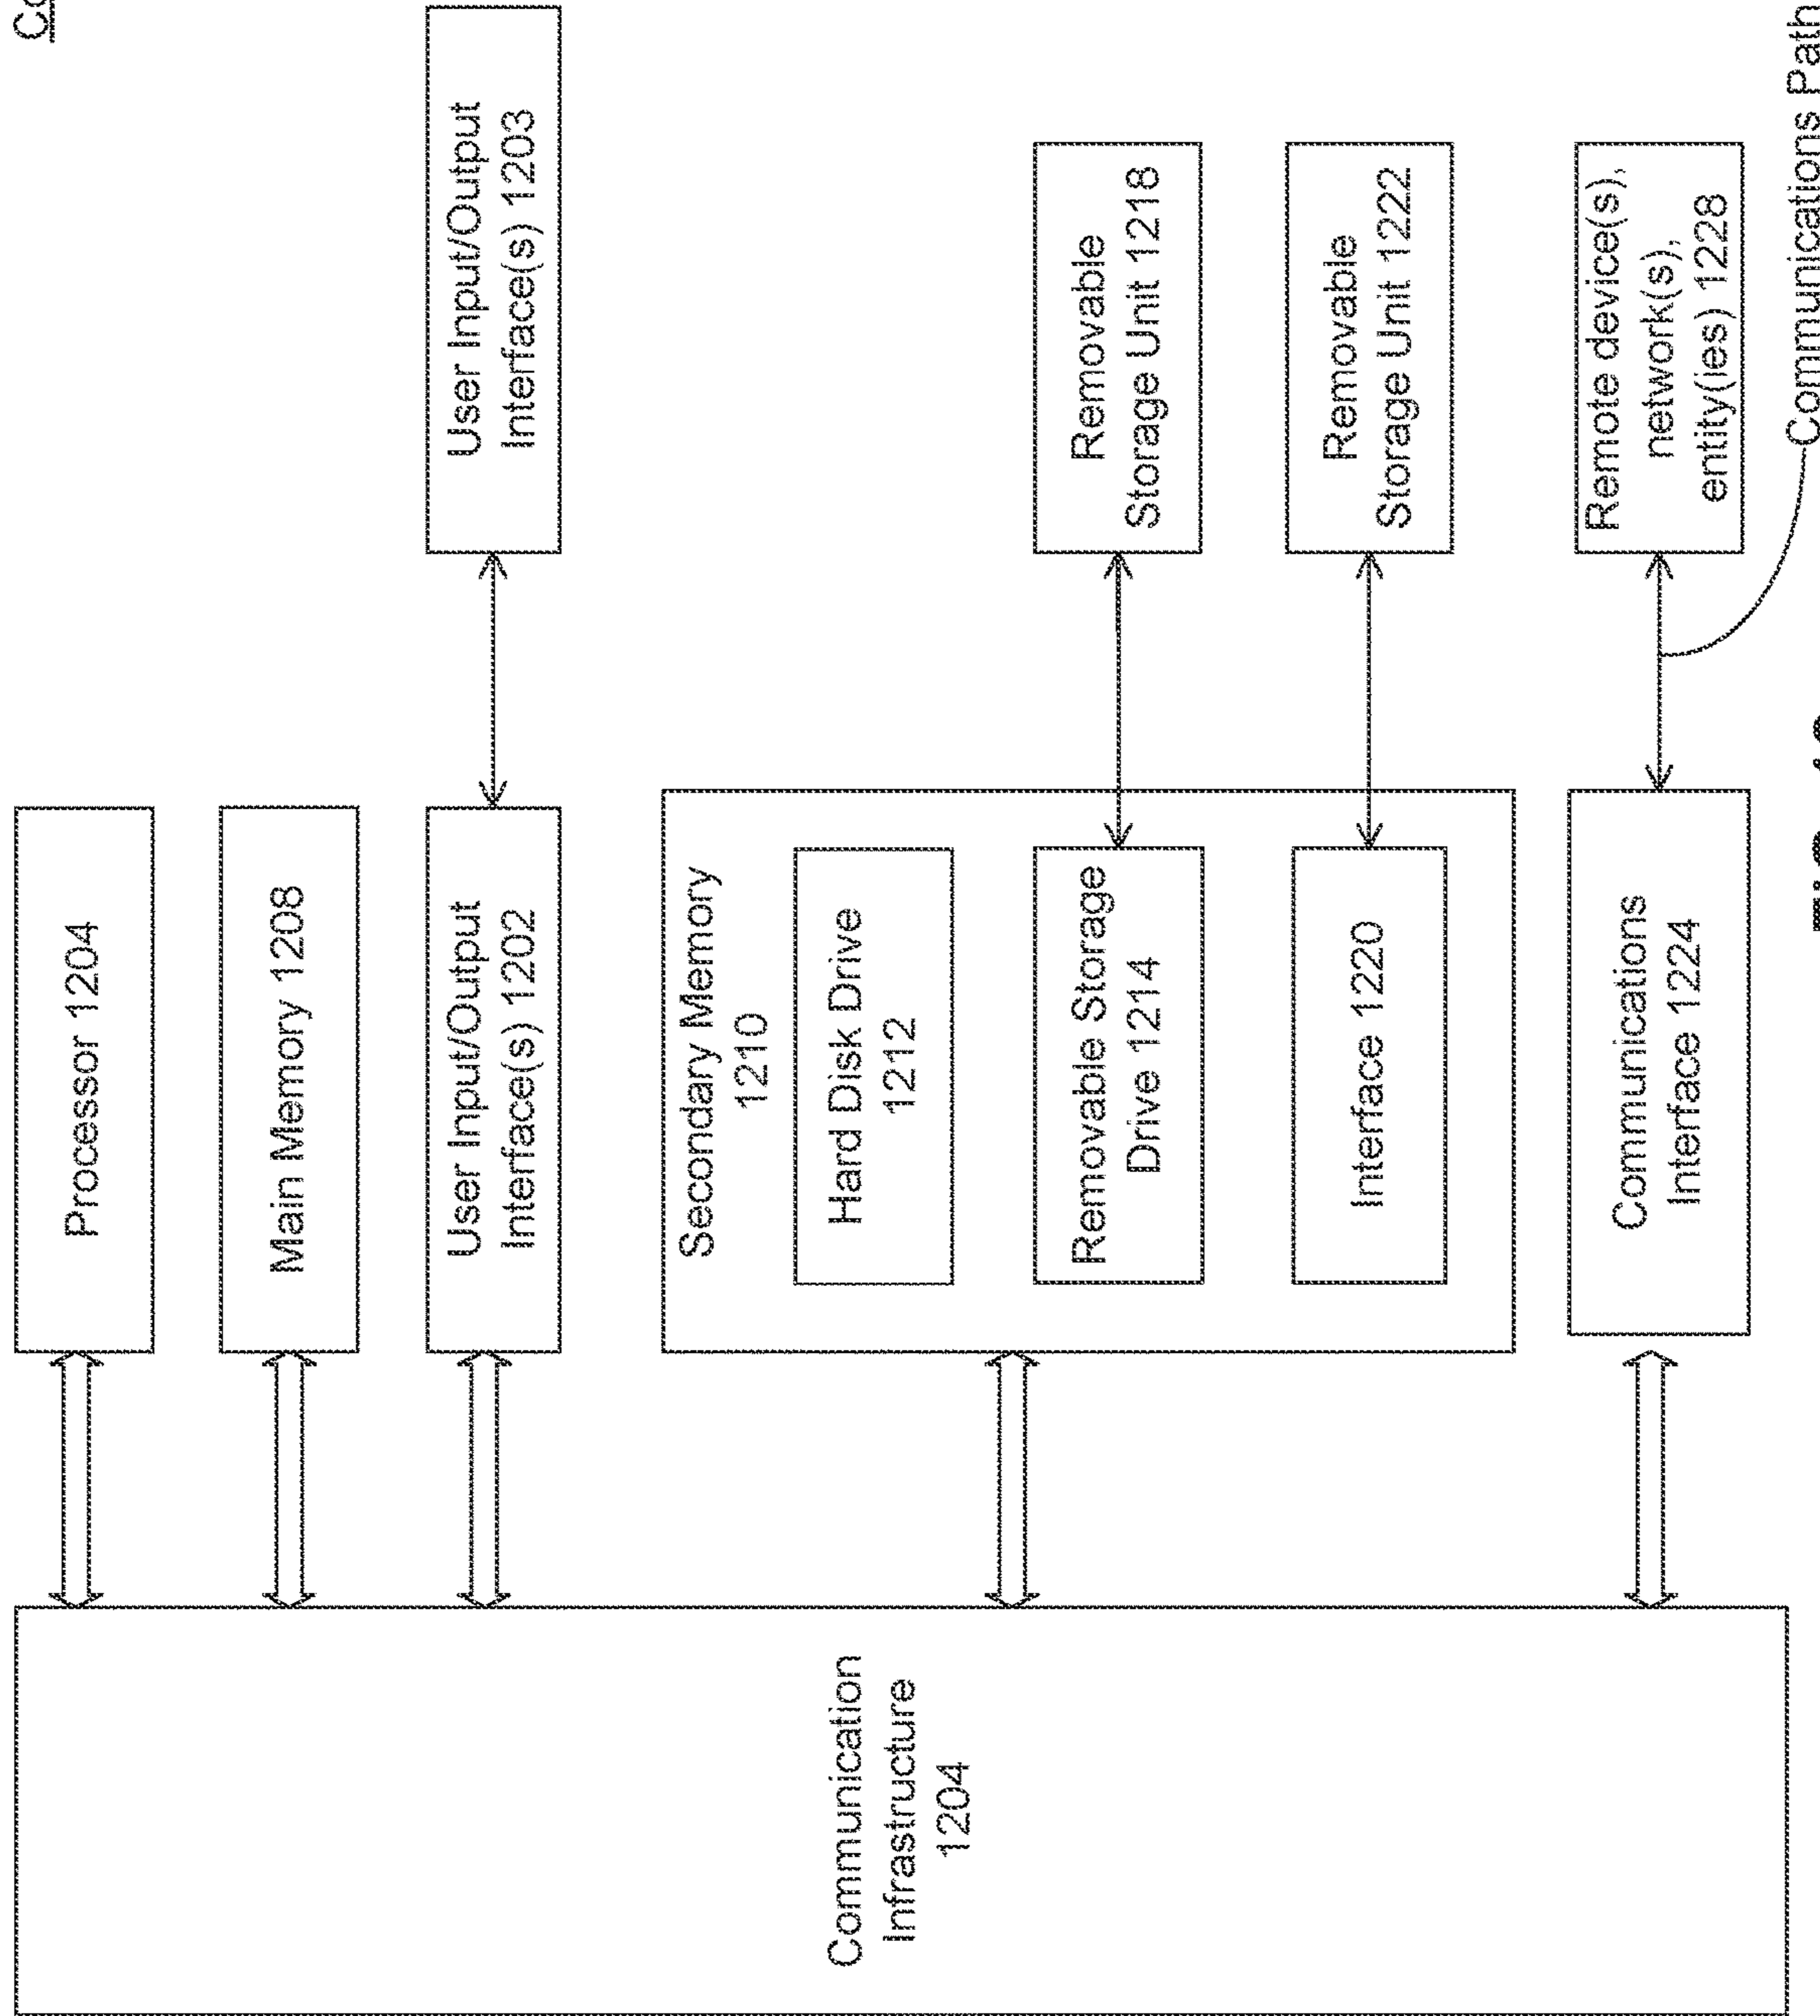 Processor 1204
Main Memory 1208
User Input/Output
Interface(s) 1202
User Input/Output
Interface(s) 1203
Secondary Memory
1210
Hard Disk Drive
1212
Removable Storage
Drive 1214
Removable
Storage Unit 1218
Interface 1220
Removable
Storage Unit 1222
Communications
Interface 1224
Remote device(s),
network(s),
entity(ies) 1228
Communication
Infrastructure
1204
Communications Path